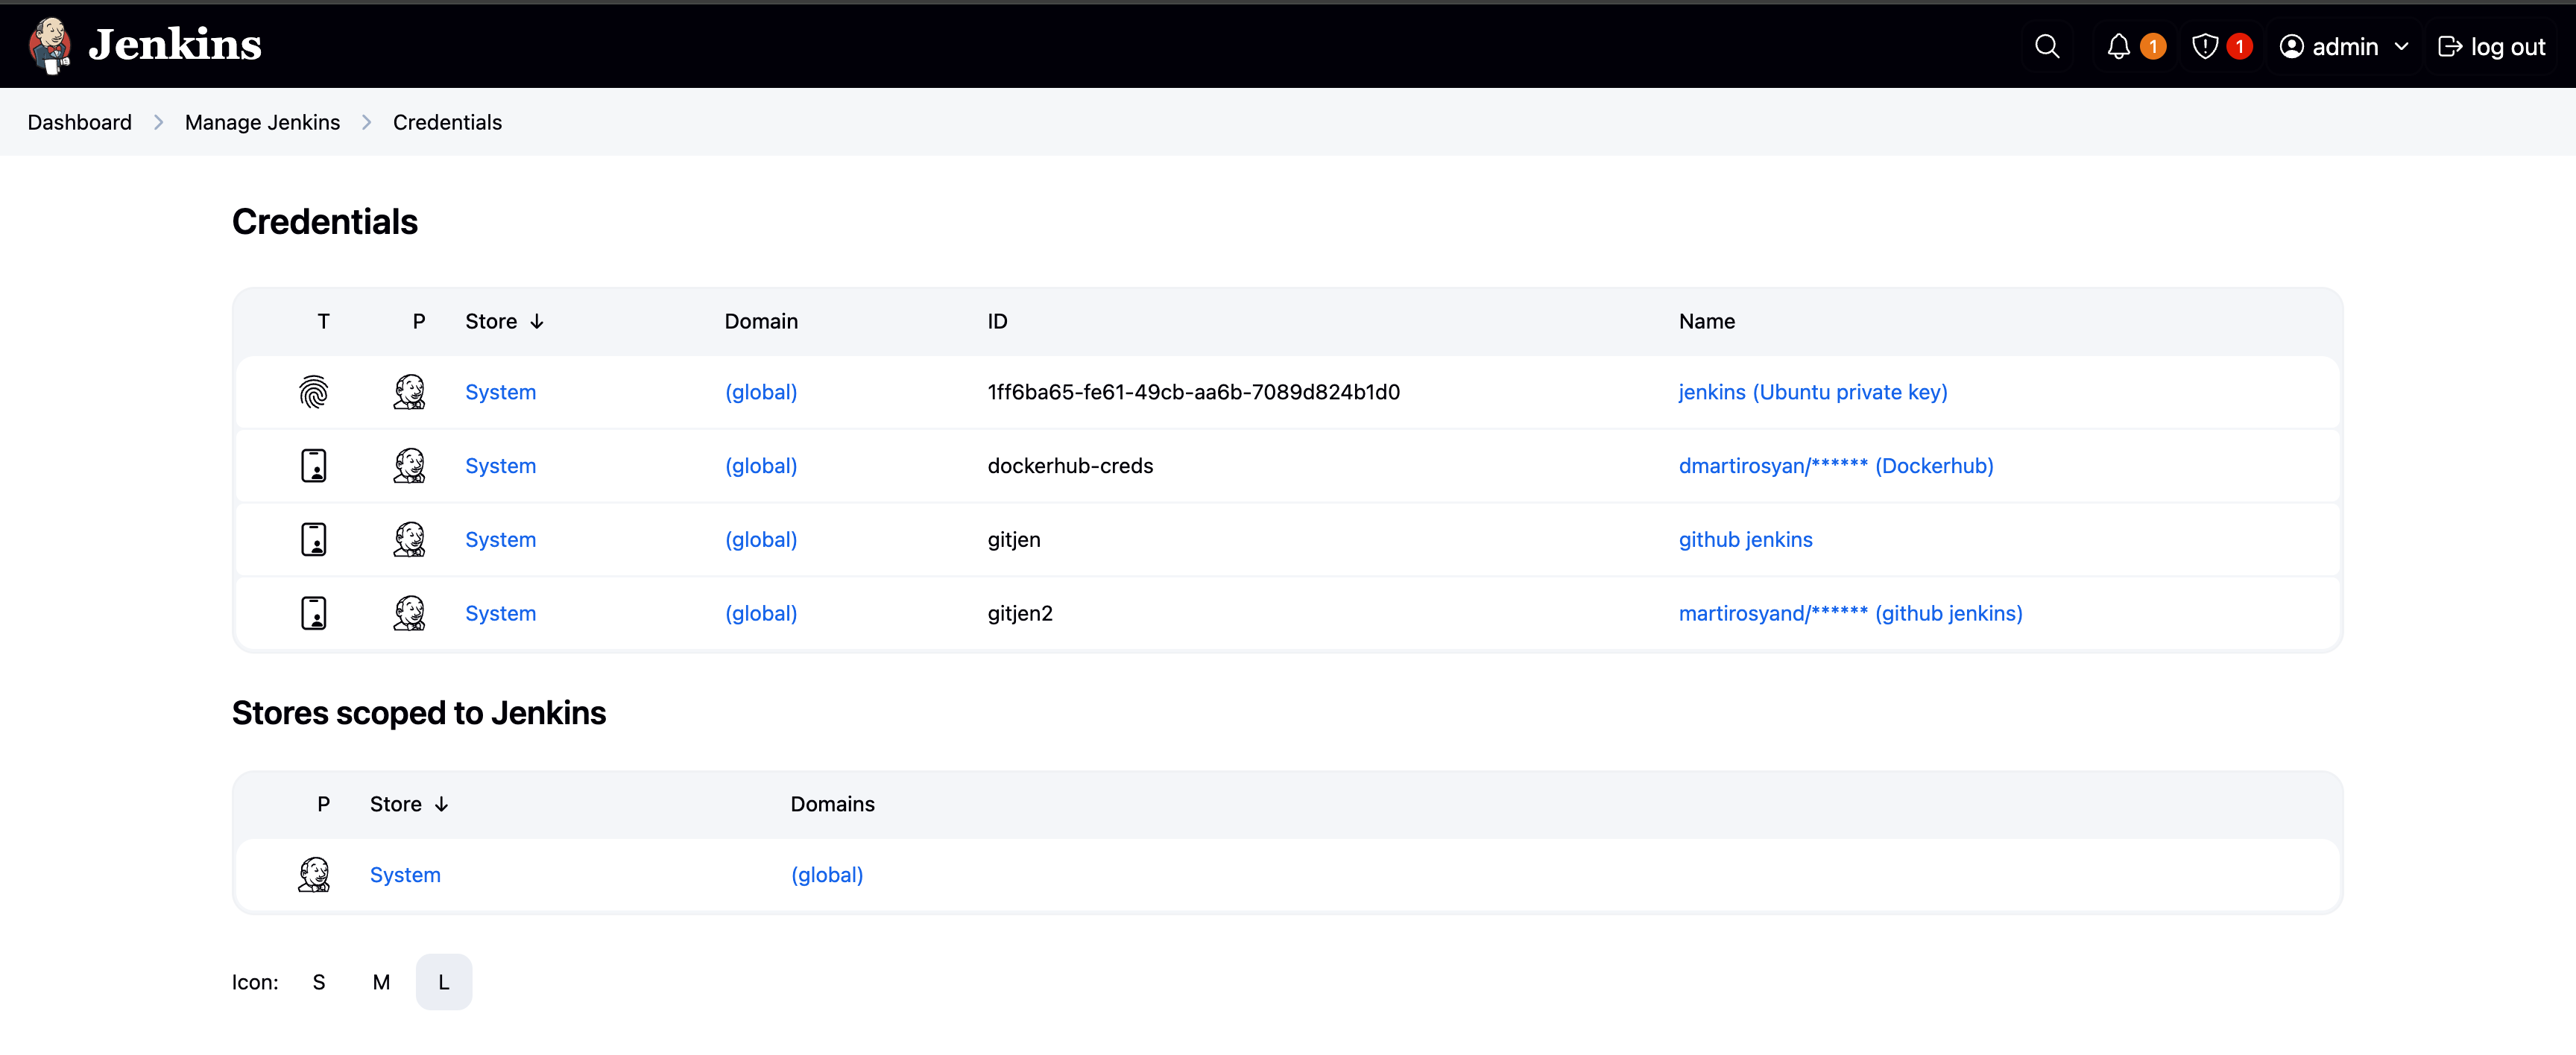 Jenkins 1 1 admin log out
Dashboard Manage Jenkins Credentials
Credentials
T P Store ↓ Domain ID Name
System (global) 1ff6ba65-fe61-49cb-aa6b-7089d824b1d0 jenkins (Ubuntu private key)
System (global) dockerhub-creds dmartirosyan/****** (Dockerhub)
System (global) gitjen github jenkins
System (global) gitjen2 martirosyand/****** (github jenkins)
Stores scoped to Jenkins
P Store ↓ Domains
System (global)
Icon: S M L